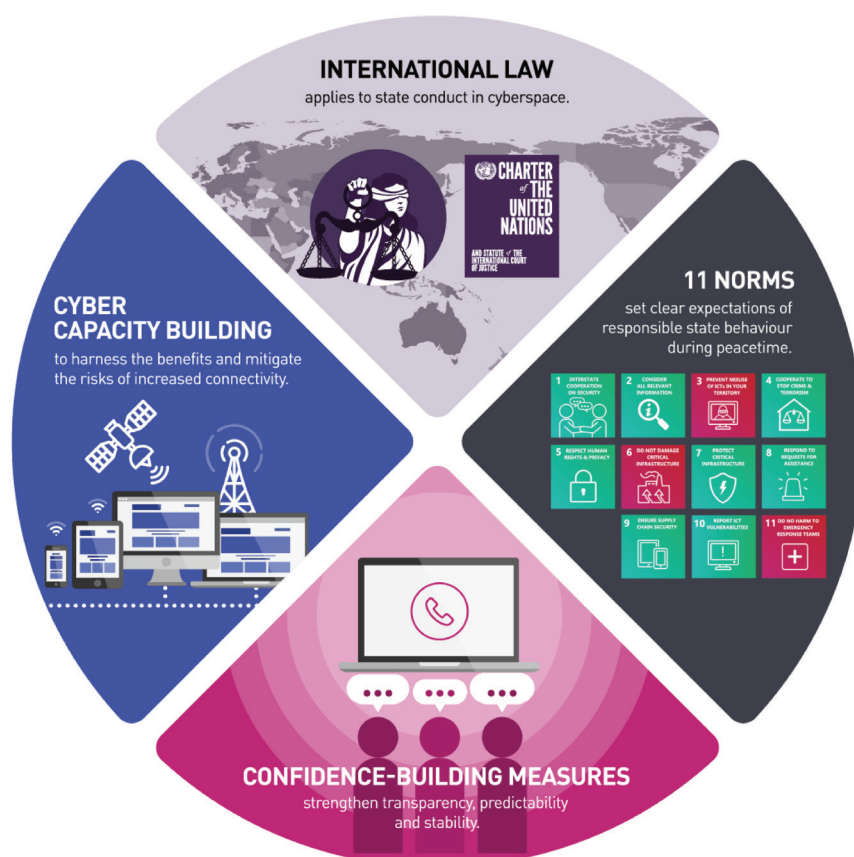 INTERNATIONAL LAW
applies to state conduct in cyberspace.
CHARTER
of THE
UNITED
NATIONS
AND STATUTE of THE
INTERNATIONAL COURT
OF JUSTICE
11 NORMS
set clear expectations of
responsible state behaviour
during peacetime.
1 INTERSTATE
COOPERATION
ON SECURITY
2 CONSIDER
ALL RELEVANT
INFORMATION
3 PREVENT MISUSE
OF ICTs IN YOUR
TERRITORY
4 COOPERATE TO
STOP CRIME &
TERRORISM
5 RESPECT HUMAN
RIGHTS & PRIVACY
6 DO NOT DAMAGE
CRITICAL
INFRASTRUCTURE
7 PROTECT
CRITICAL
INFRASTRUCTURE
8 RESPOND TO
REQUESTS FOR
ASSISTANCE
9 ENSURE SUPPLY
CHAIN SECURITY
10 REPORT ICT
VULNERABILITIES
11 DO NO HARM TO
EMERGENCY
RESPONSE TEAMS
CYBER
CAPACITY BUILDING
to harness the benefits and mitigate
the risks of increased connectivity.
CONFIDENCE-BUILDING MEASURES
strengthen transparency, predictability
and stability.